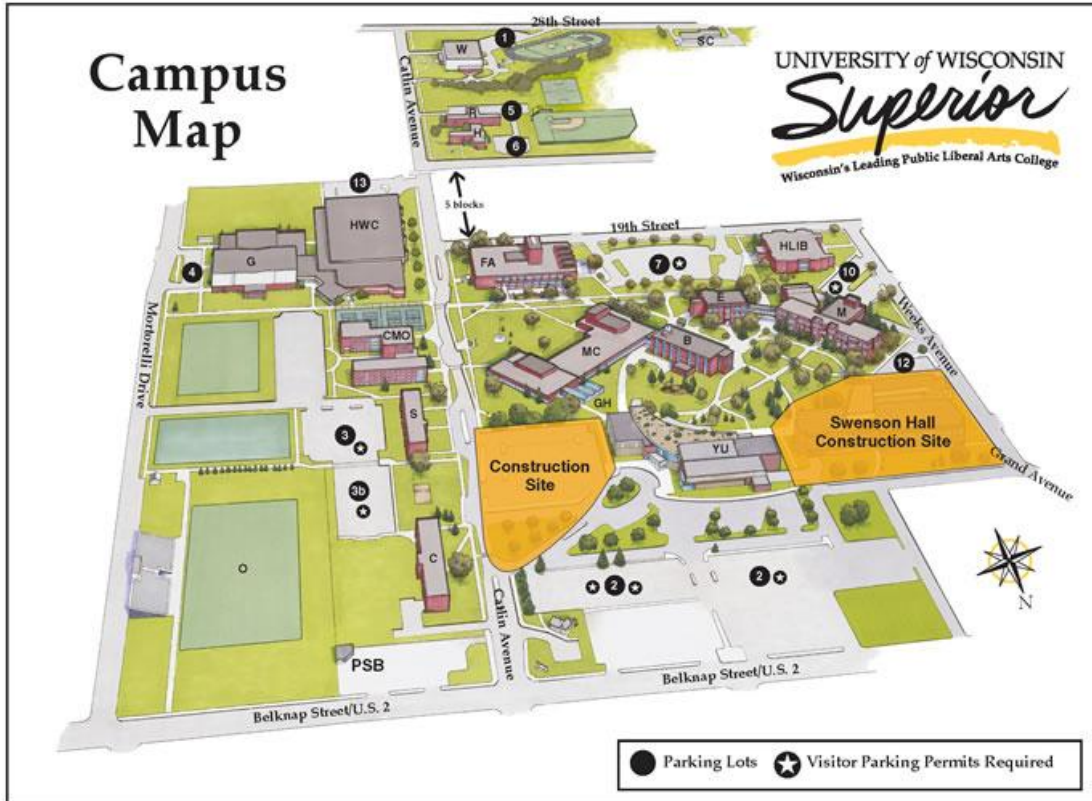 Campus
Map
UNIVERSITY of WISCONSIN
Superior
Wisconsin's Leading Public Liberal Arts College
28th Street
1
W
SC
Catlin Avenue
R
5
H
6
5 blocks
13
HWC
19th Street
G
4
FA
7
HLIB
10
E
M
Weeks Avenue
CMO
MC
B
12
Mortorelli Drive
GH
S
3
YU
Swenson Hall
Construction Site
Construction
Site
Grand Avenue
3b
O
C
2
2
N
Catlin Avenue
PSB
Belknap Street/U.S. 2
Belknap Street/U.S. 2
Parking Lots
Visitor Parking Permits Required